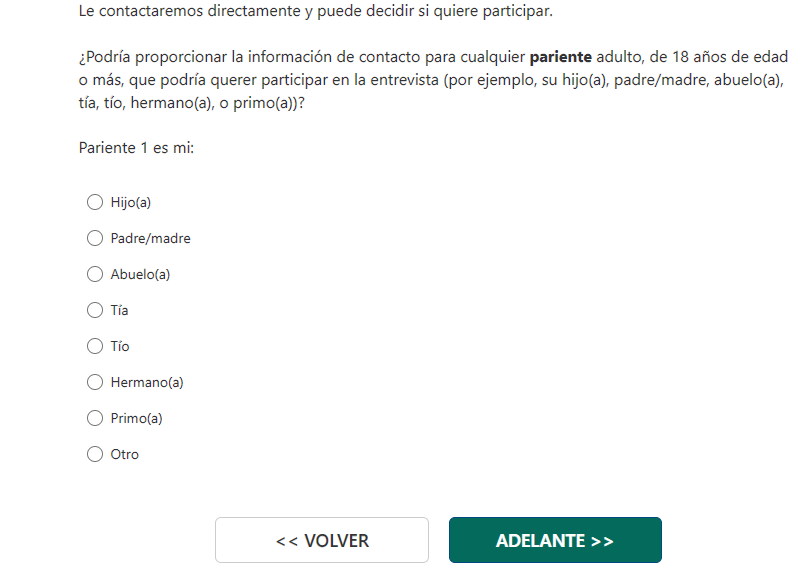 Le contactaremos directamente y puede decidir si quiere participar.
¿Podría proporcionar la información de contacto para cualquier pariente adulto, de 18 años de edad
o más, que podría querer participar en la entrevista (por ejemplo, su hijo(a), padre/madre, abuelo(a),
tía, tío, hermano(a), o primo(a))?
Pariente 1 es mi:
Hijo(a)
Padre/madre
Abuelo(a)
Tía
Tío
Hermano(a)
Primo(a)
Otro
<< VOLVER
ADELANTE >>